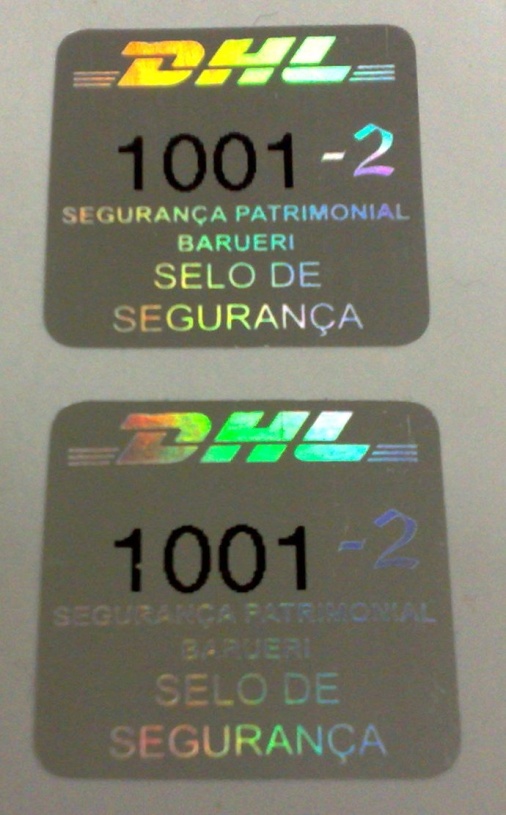 DHL
1001 -2
SEGURANÇA PATRIMONIAL
BARUERI
SELO DE
SEGURANÇA
DHL
1001 -2
SEGURANÇA PATRIMONIAL
BARUERI
SELO DE
SEGURANÇA